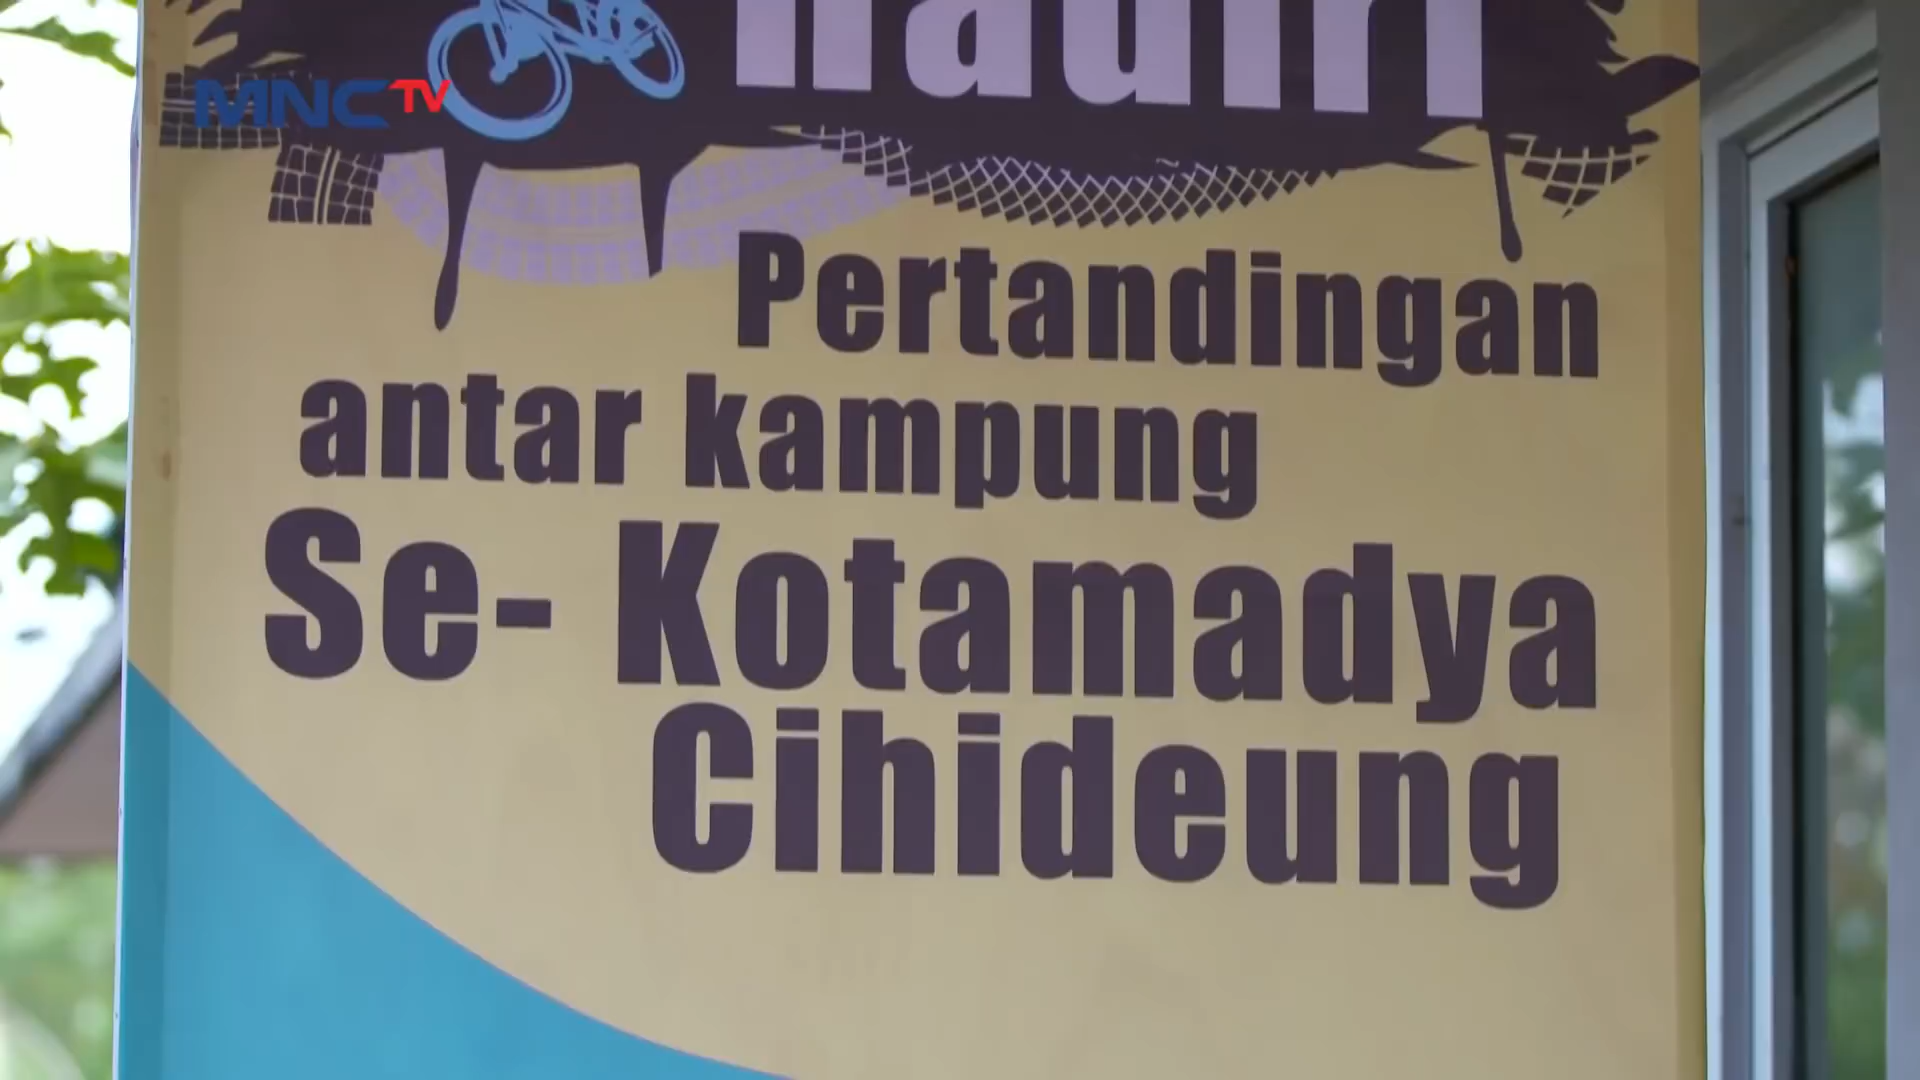 MNCTV
Pertandingan
antar kampung
Se- Kotamadya
Cihideung